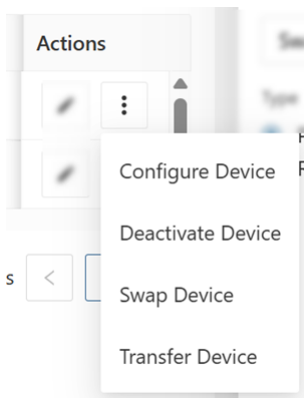 Actions
Configure Device
Deactivate Device
Swap Device
Transfer Device
s